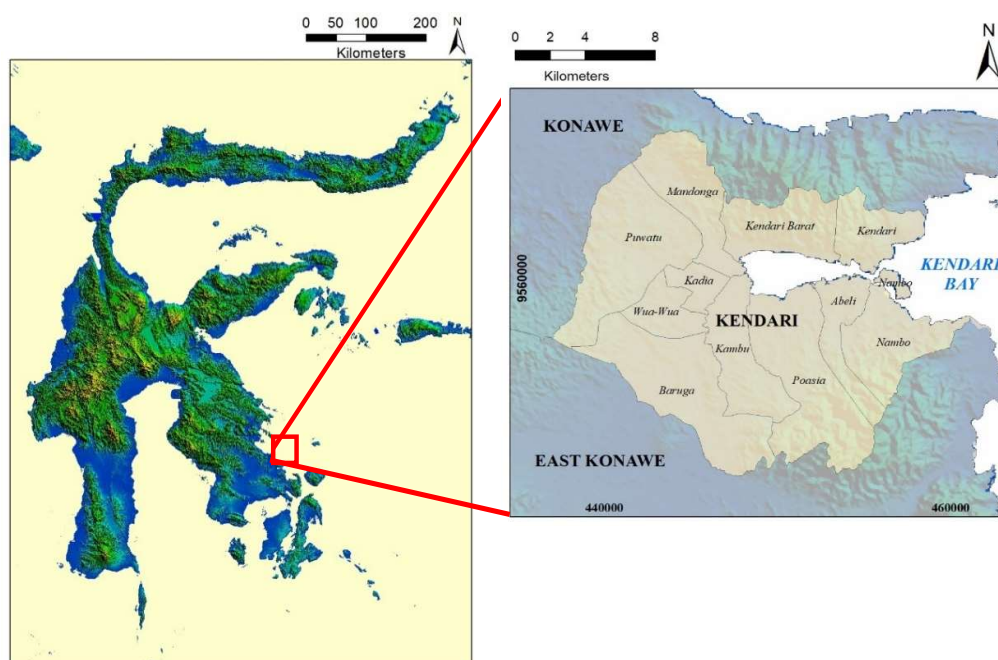 0 50 100 200
Kilometers
N
0 2 4 8
Kilometers
N
KONAWE
Mandonga
Kendari Barat
Kendari
Puwatu
KENDARI
BAY
9560000
Kadia
Nambo
Abeli
Wua-Wua
KENDARI
Kambu
Nambo
Poasia
Baruga
EAST KONAWE
440000
460000